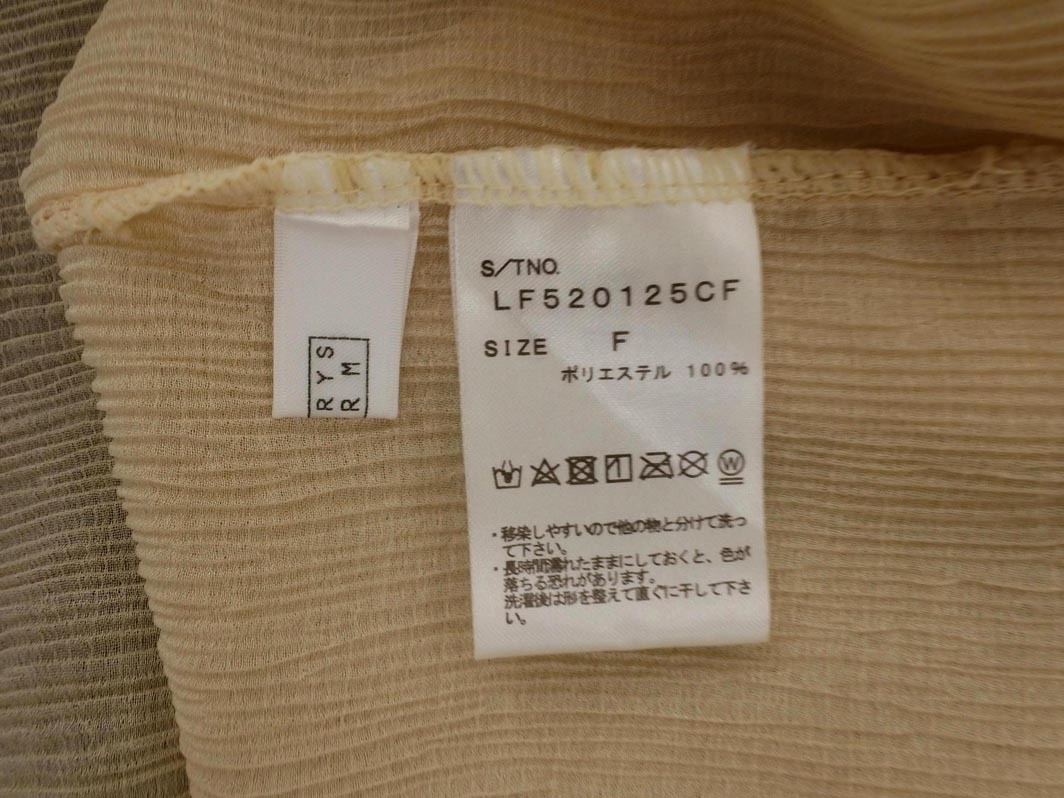 S/TNO.
LF520125CF
SIZE F
ポリエステル 100%
W
・移染しやすいので他の物と分けて洗っ
て下さい。
・長時間濡れたままにしておくと、色が
落ちる恐れがあります。
洗濯後は形を整えて直ぐに干して下さ
い。
RYS
RM